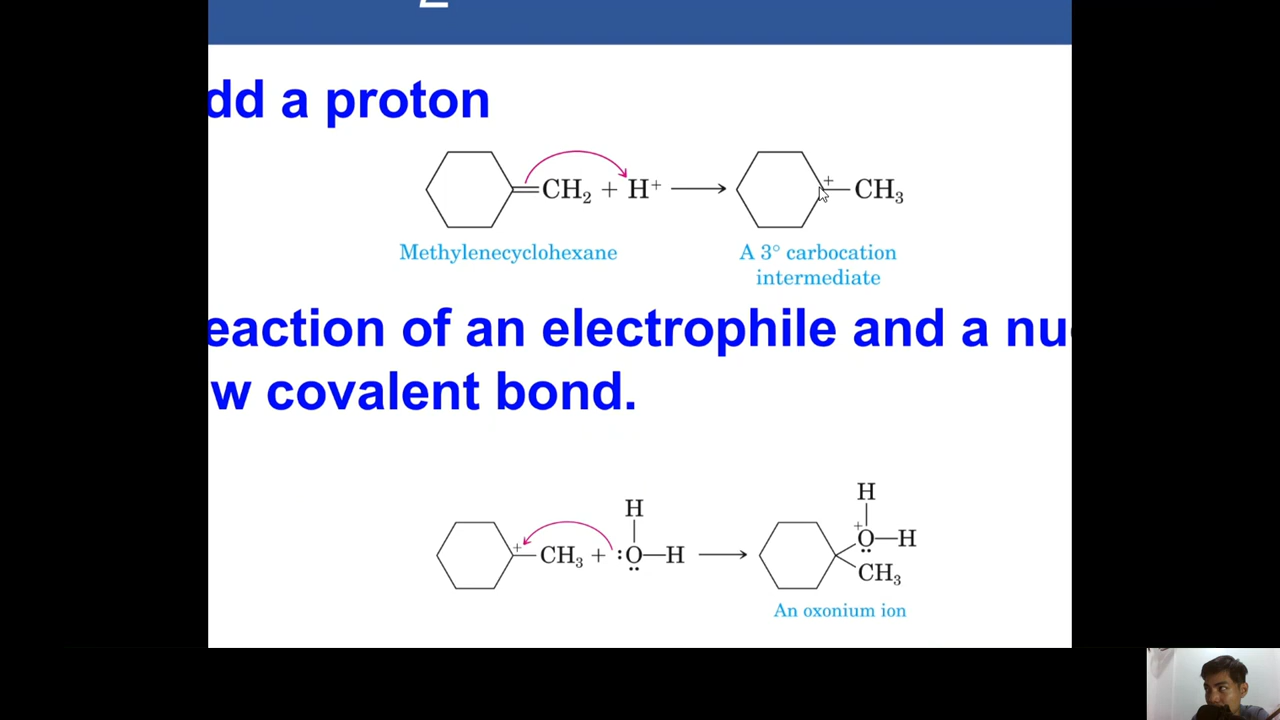 dd a proton
CH₂ + H⁺
+
CH₃
Methylenecyclohexane
A 3° carbocation
intermediate
eaction of an electrophile and a nu
w covalent bond.
H
+
CH₃ + :O—H
H
+
O—H
CH₃
An oxonium ion